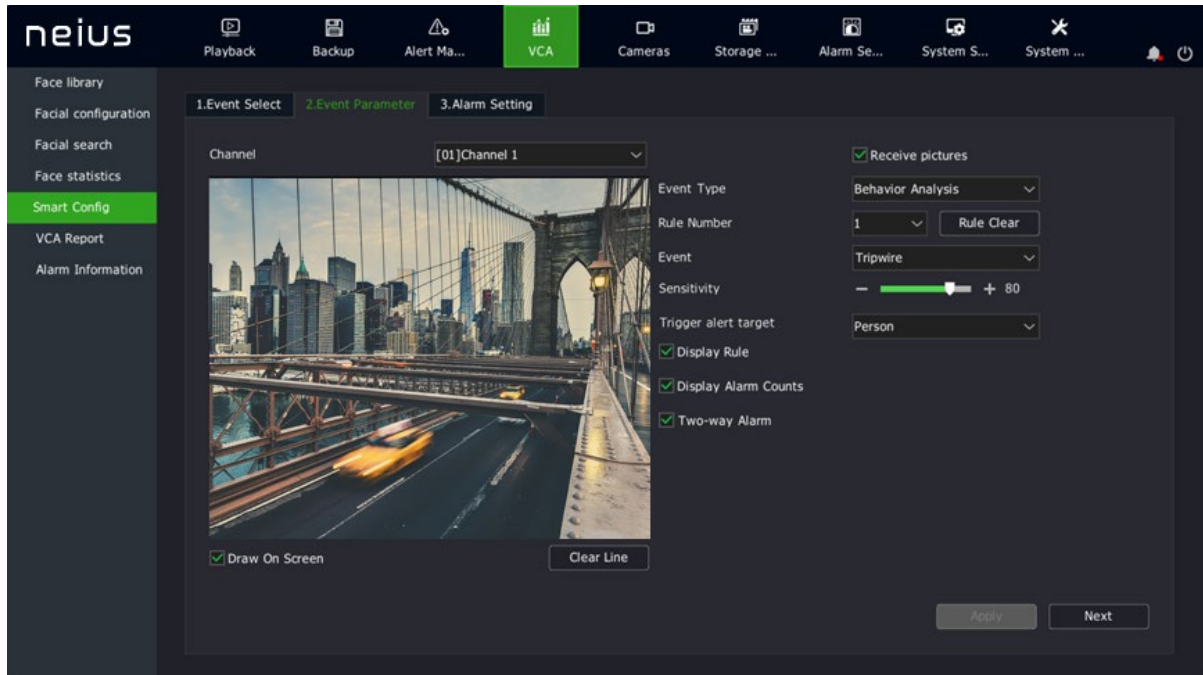 neius
Playback Backup Alert Ma... VCA Cameras Storage ... Alarm Se... System S... System ...
Face library
Facial configuration
Facial search
Face statistics
Smart Config
VCA Report
Alarm Information
1.Event Select 2.Event Parameter 3.Alarm Setting
Channel [01]Channel 1 Receive pictures
Event Type Behavior Analysis
Rule Number 1 Rule Clear
Event Tripwire
Sensitivity − + 80
Trigger alert target Person
Display Rule
Display Alarm Counts
Two-way Alarm
Draw On Screen Clear Line
Apply Next